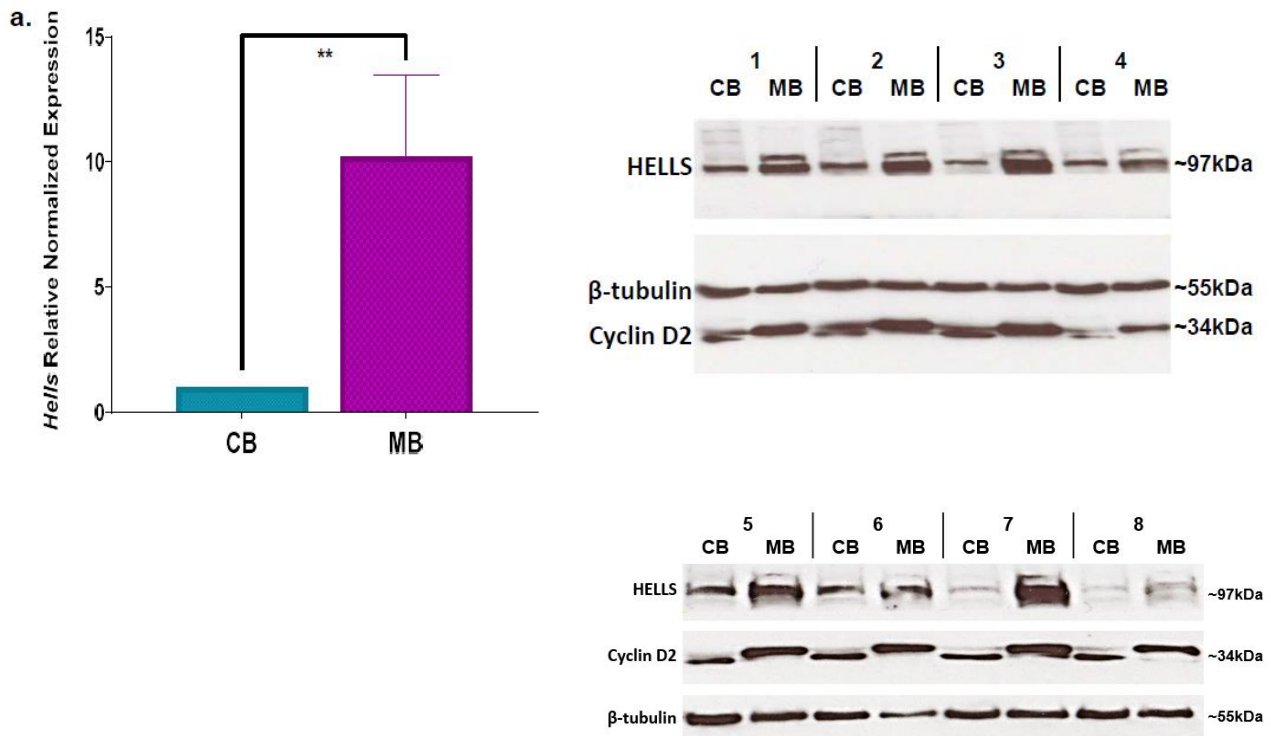 a.
Hells Relative Normalized Expression
15
**
10
5
0
CB MB
1 2 3 4
CB MB CB MB CB MB CB MB
HELLS ~97kDa
β-tubulin ~55kDa
Cyclin D2 ~34kDa
5 6 7 8
CB MB CB MB CB MB CB MB
HELLS ~97kDa
Cyclin D2 ~34kDa
β-tubulin ~55kDa